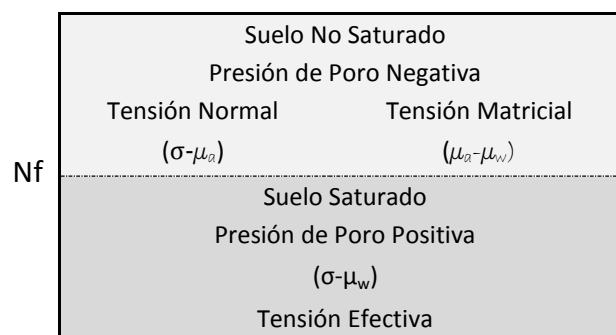 Suelo No Saturado
Presión de Poro Negativa
Tensión Normal Tensión Matricial
(σ-μa) (μa-μw)
Nf
Suelo Saturado
Presión de Poro Positiva
(σ-μw)
Tensión Efectiva